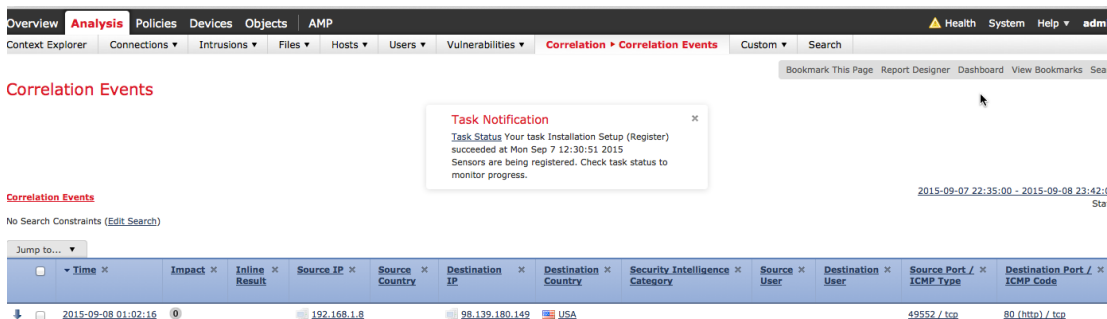 Overview Analysis Policies Devices Objects AMP Health System Help ▼ adm
Context Explorer Connections ▼ Intrusions ▼ Files ▼ Hosts ▼ Users ▼ Vulnerabilities ▼ Correlation ▸ Correlation Events Custom ▼ Search
Bookmark This Page Report Designer Dashboard View Bookmarks Sea
Correlation Events
Task Notification ×
Task Status Your task Installation Setup (Register)
succeeded at Mon Sep 7 12:30:51 2015
Sensors are being registered. Check task status to
monitor progress.
2015-09-07 22:35:00 - 2015-09-08 23:42:0
Sta
Correlation Events
No Search Constraints (Edit Search)
Jump to... ▼
▼ Time × Impact × Inline × Source IP × Source × Destination × Destination × Security Intelligence × Source × Destination × Source Port / × Destination Port / ×
Result Country IP Country Category User User ICMP Type ICMP Code
2015-09-08 01:02:16 0 192.168.1.8 98.139.180.149 USA 49552 / tcp 80 (http) / tcp